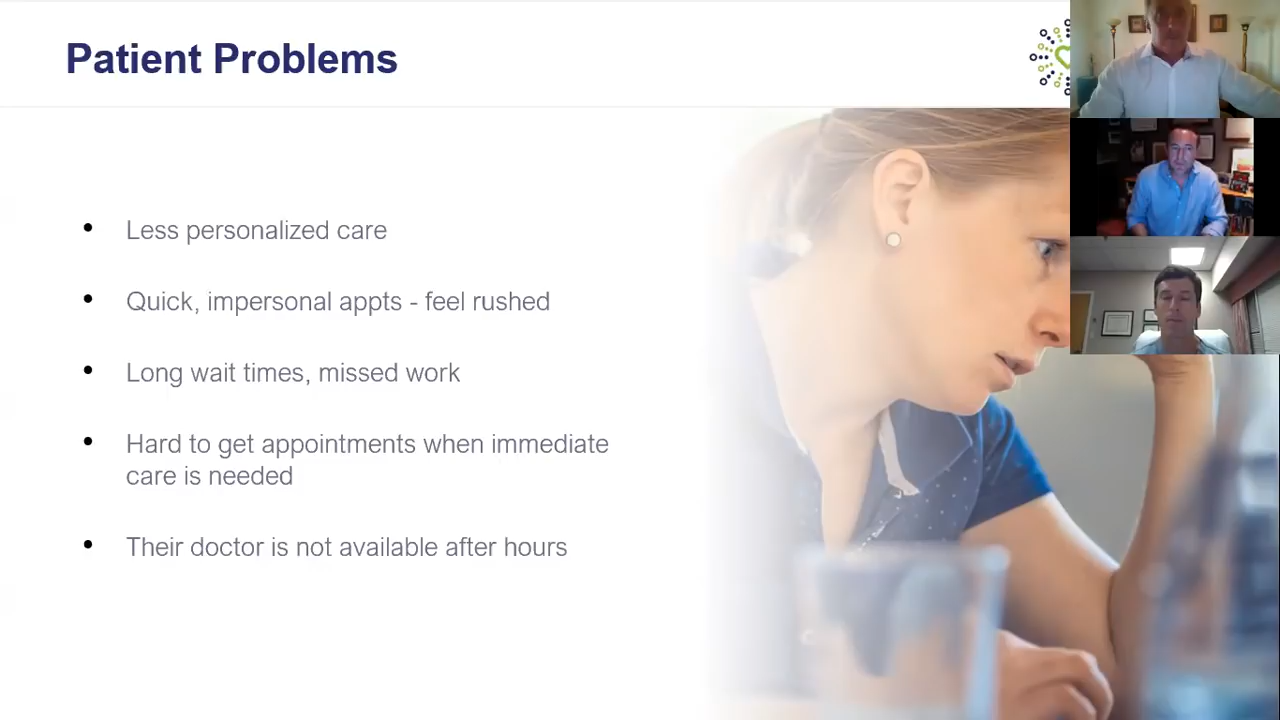 Patient Problems
• Less personalized care
• Quick, impersonal appts - feel rushed
• Long wait times, missed work
• Hard to get appointments when immediate
care is needed
• Their doctor is not available after hours